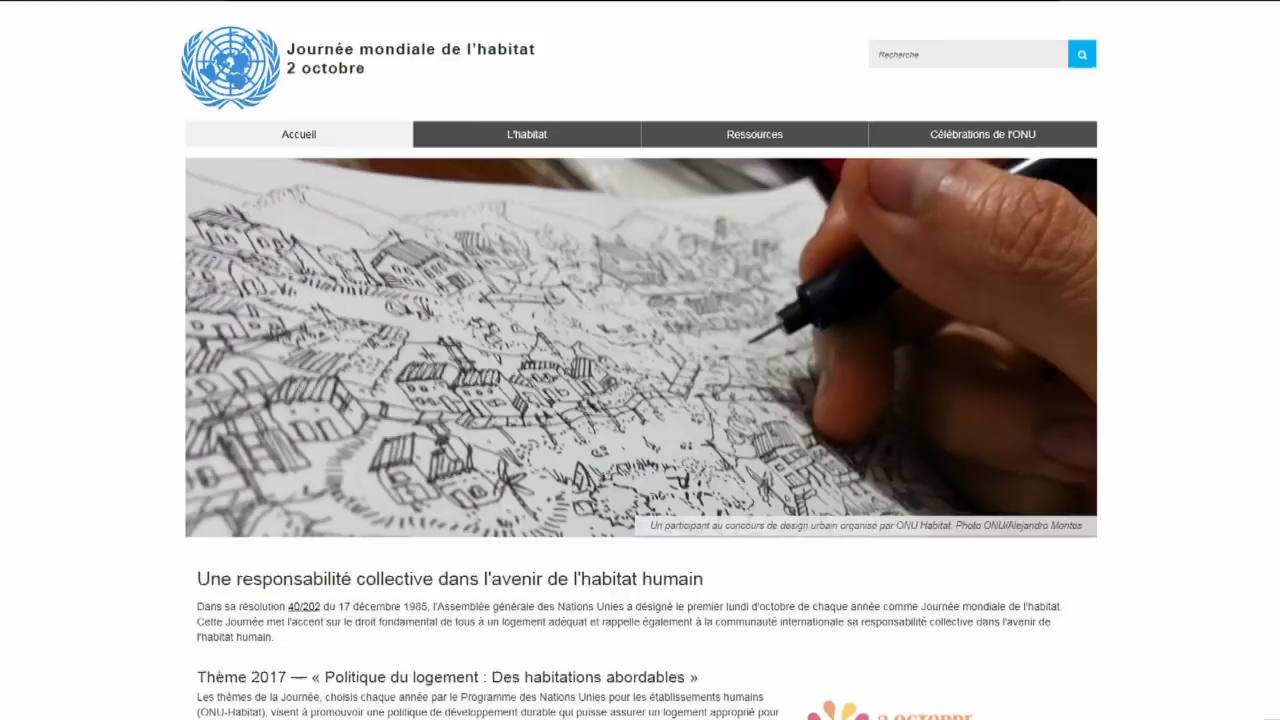 Journée mondiale de l'habitat
2 octobre
Recherche
Accueil
L'habitat
Ressources
Célébrations de l'ONU
Un participant au concours de design urbain organisé par ONU Habitat. Photo ONU/Alejandro Montes
Une responsabilité collective dans l'avenir de l'habitat humain
Dans sa résolution 40/202 du 17 décembre 1985, l'Assemblée générale des Nations Unies a désigné le premier lundi d'octobre de chaque année comme Journée mondiale de l'habitat.
Cette Journée met l'accent sur le droit fondamental de tous à un logement adéquat et rappelle également à la communauté internationale sa responsabilité collective dans l'avenir de
l'habitat humain.
Thème 2017 — « Politique du logement : Des habitations abordables »
Les thèmes de la Journée, choisis chaque année par le Programme des Nations Unies pour les établissements humains
(ONU-Habitat), visent à promouvoir une politique de développement durable qui puisse assurer un logement approprié pour
2 OCTOBRE